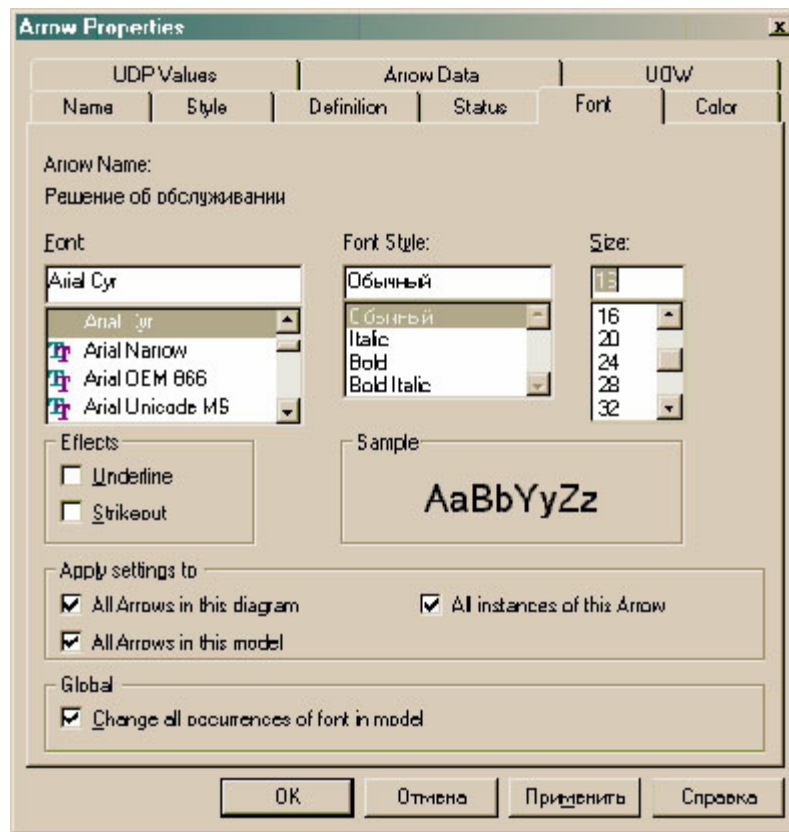 Arrow Properties x
UDP Values Arrow Data UOW
Name Style Definition Status Font Color
Arrow Name:
Решение об обслуживании
Font Font Style: Size:
Arial Cyr Обычный
Arial Cyr Обычный 16
Arial Narrow Italic 20
Arial OEM 866 Bold 24
Arial Unicode MS Bold Italic 28
32
Effects Sample
Underline
Strikeout
AaBbYyZz
Apply settings to
All Arrows in this diagram All instances of this Arrow
All Arrows in this model
Global
Change all occurrences of font in model
OK Отмена Применить Справка